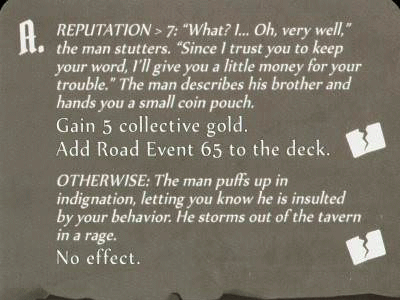 A. REPUTATION > 7: “What? I... Oh, very well,”
the man stutters. “Since I trust you to keep
your word, I’ll give you a little money for your
trouble.” The man describes his brother and
hands you a small coin pouch.
Gain 5 collective gold.
Add Road Event 65 to the deck.
OTHERWISE: The man puffs up in
indignation, letting you know he is insulted
by your behavior. He storms out of the tavern
in a rage.
No effect.